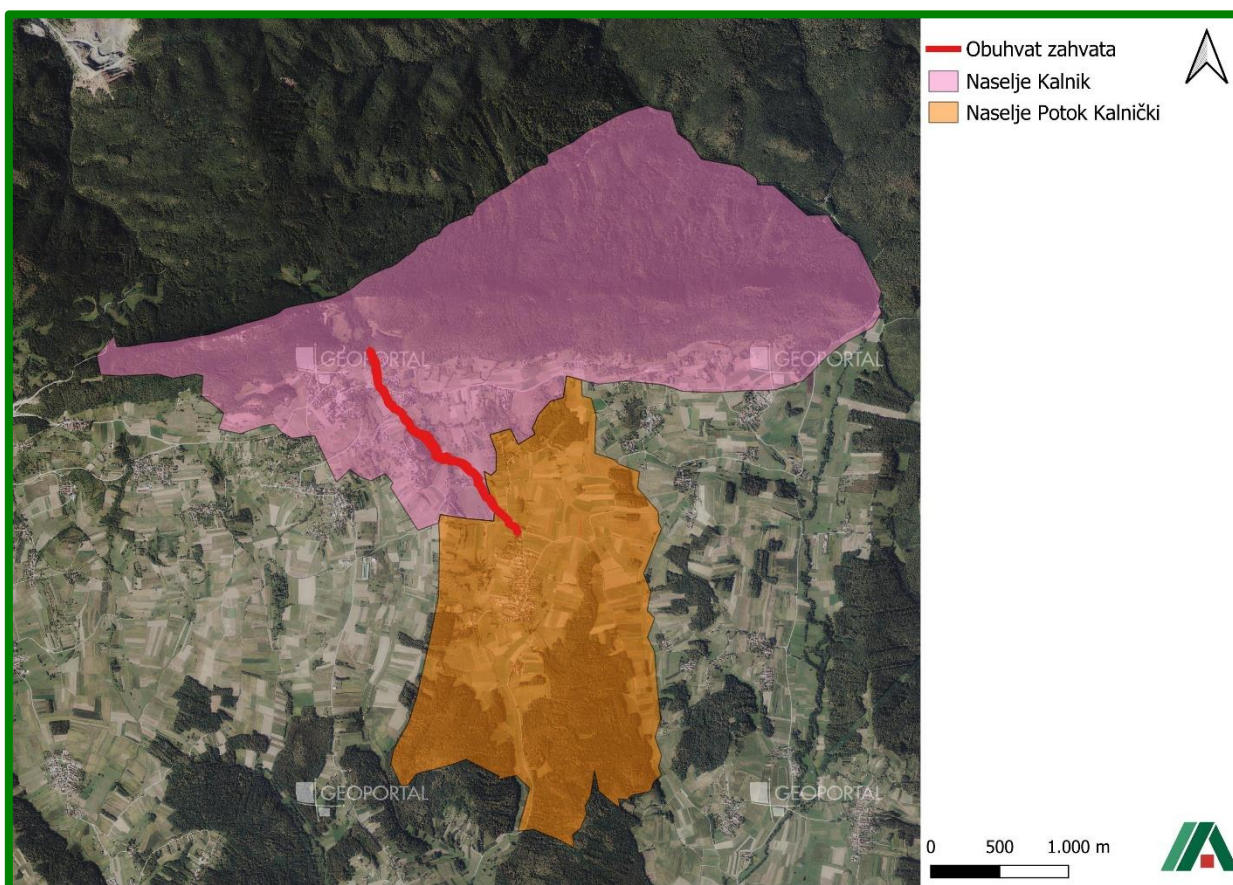 Obuhvat zahvata
Naselje Kalnik
Naselje Potok Kalnički
GEOPORTAL
GEOPORTAL
GEOPORTAL
GEOPORTAL
0 500 1.000 m